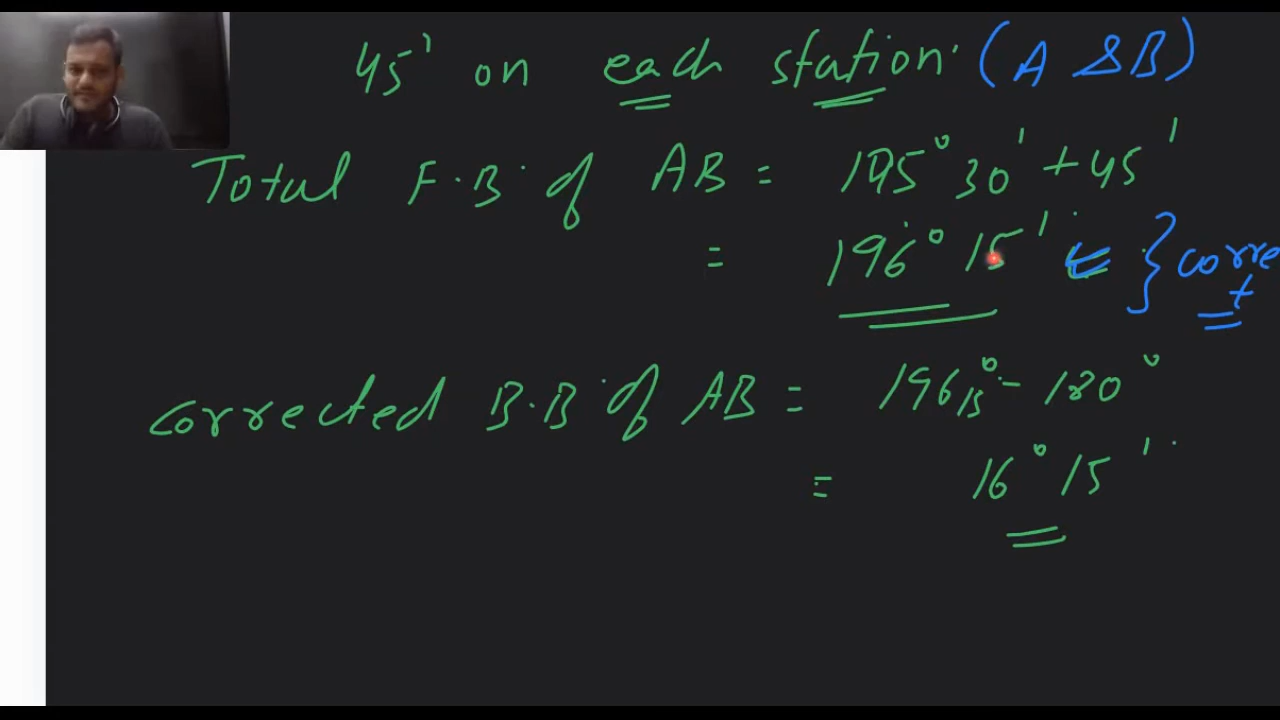 45' on each station. (A & B)
Total F.B. of AB = 195° 30' + 45'
= 196° 15' } correct
corrected B.B. of AB = 196° 15 - 180°
= 16° 15'